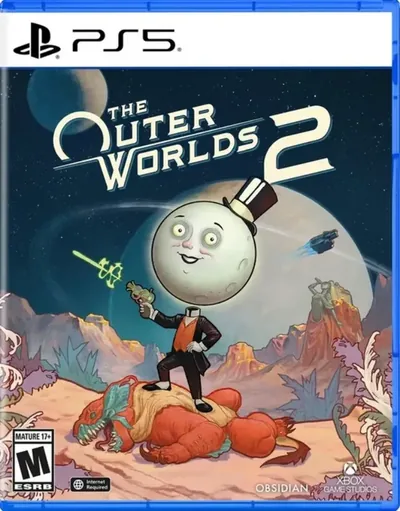 PS5
THE
OUTER
WORLDS 2
MATURE 17+
M
ESRB
Internet
Required
OBSIDIAN
XBOX
GAME STUDIOS